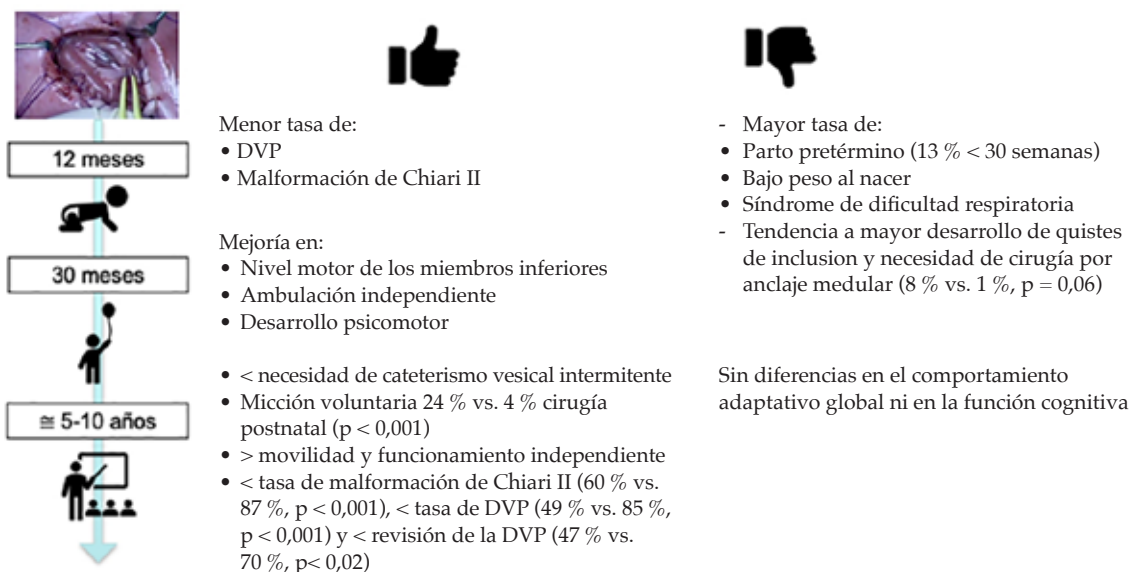 12 meses
30 meses
≅ 5-10 años
Menor tasa de:
• DVP
• Malformación de Chiari II
Mejoría en:
• Nivel motor de los miembros inferiores
• Ambulación independiente
• Desarrollo psicomotor
• < necesidad de cateterismo vesical intermitente
• Micción voluntaria 24 % vs. 4 % cirugía
postnatal (p < 0,001)
• > movilidad y funcionamiento independiente
• < tasa de malformación de Chiari II (60 % vs.
87 %, p < 0,001), < tasa de DVP (49 % vs. 85 %,
p < 0,001) y < revisión de la DVP (47 % vs.
70 %, p< 0,02)
- Mayor tasa de:
• Parto pretérmino (13 % < 30 semanas)
• Bajo peso al nacer
• Síndrome de dificultad respiratoria
- Tendencia a mayor desarrollo de quistes
de inclusion y necesidad de cirugía por
anclaje medular (8 % vs. 1 %, p = 0,06)
Sin diferencias en el comportamiento
adaptativo global ni en la función cognitiva